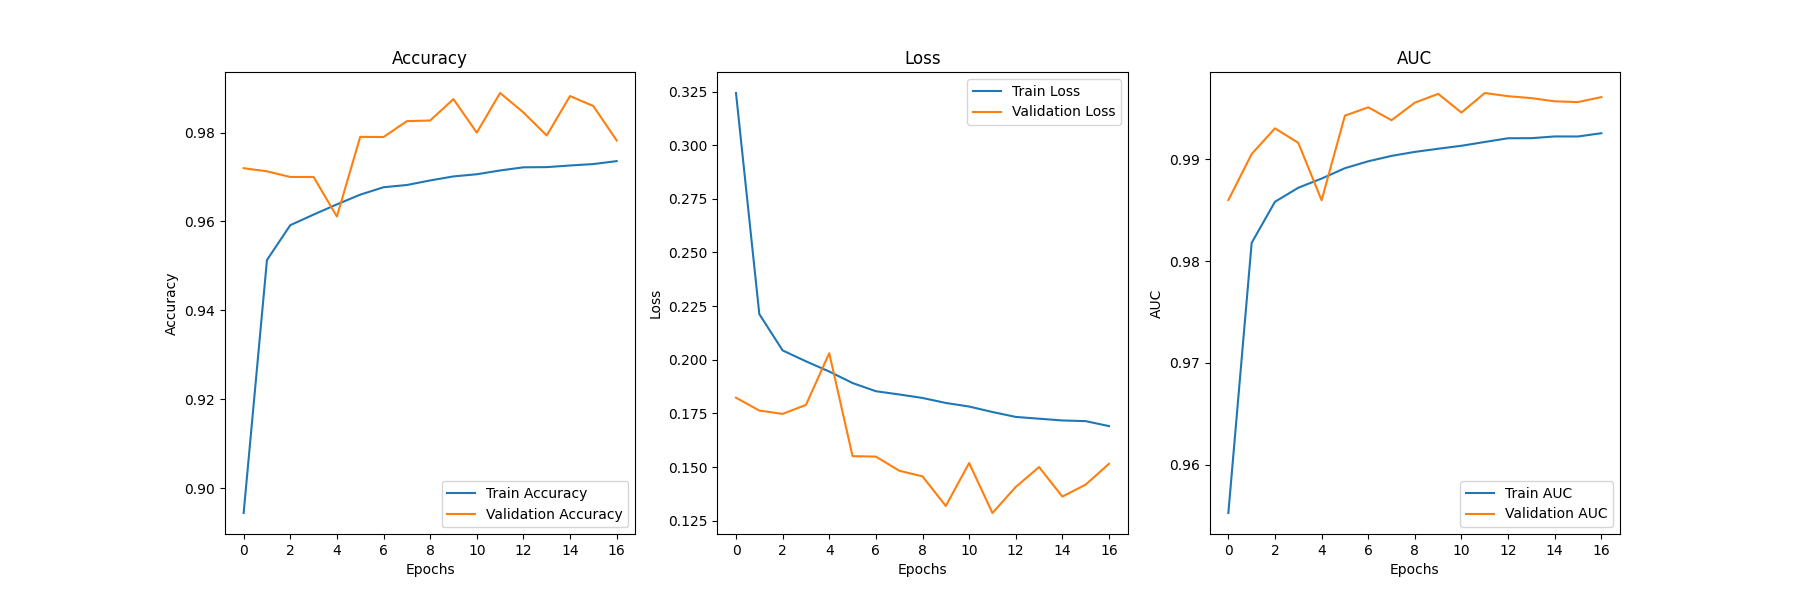 Accuracy
Accuracy
0.98
0.96
0.94
0.92
0.90
0 2 4 6 8 10 12 14 16
Epochs
Train Accuracy
Validation Accuracy
Loss
Loss
0.325
0.300
0.275
0.250
0.225
0.200
0.175
0.150
0.125
0 2 4 6 8 10 12 14 16
Epochs
Train Loss
Validation Loss
AUC
AUC
0.99
0.98
0.97
0.96
0 2 4 6 8 10 12 14 16
Epochs
Train AUC
Validation AUC